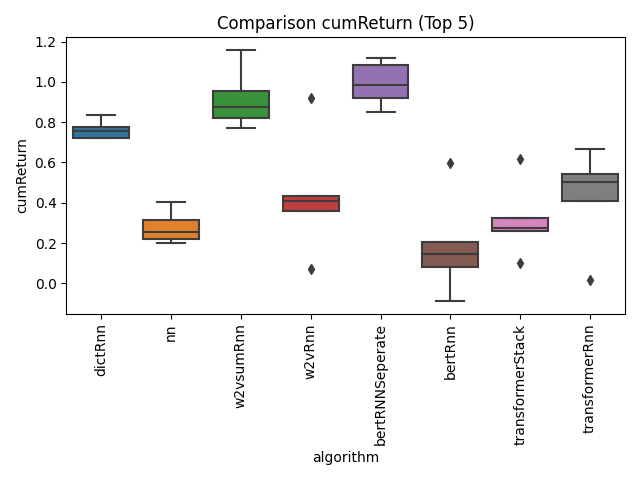 Comparison cumReturn (Top 5)
cumReturn
1.2
1.0
0.8
0.6
0.4
0.2
0.0
dictRnn
nn
w2vsumRnn
w2vRnn
bertRNNSeperate
bertRnn
transformerStack
transformerRnn
algorithm